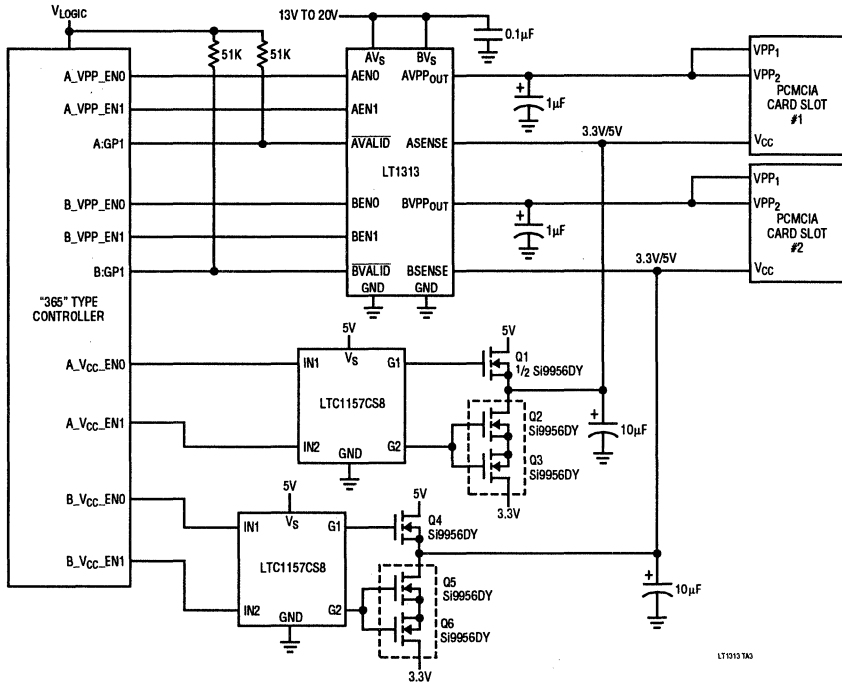 VLOGIC
13V TO 20V
51K
51K
0.1µF
AVS
BVS
A_VPP_EN0
AEN0
AVPPOUT
A_VPP_EN1
AEN1
1µF
A:GP1
AVALID
ASENSE
3.3V/5V
VPP1
VPP2
PCMCIA
CARD SLOT
#1
VCC
LT1313
B_VPP_EN0
BEN0
BVPPOUT
B_VPP_EN1
BEN1
1µF
B:GP1
BVALID
BSENSE
3.3V/5V
GND
GND
VPP1
VPP2
PCMCIA
CARD SLOT
#2
VCC
"365" TYPE
CONTROLLER
5V
VS
A_VCC_EN0
IN1
G1
LTC1157CS8
A_VCC_EN1
IN2
G2
GND
5V
Q1
1/2 Si9956DY
Q2
Si9956DY
Q3
Si9956DY
3.3V
10µF
5V
VS
B_VCC_EN0
IN1
G1
LTC1157CS8
B_VCC_EN1
IN2
G2
GND
5V
Q4
Si9956DY
Q5
Si9956DY
Q6
Si9956DY
3.3V
10µF
LT1313 TA3